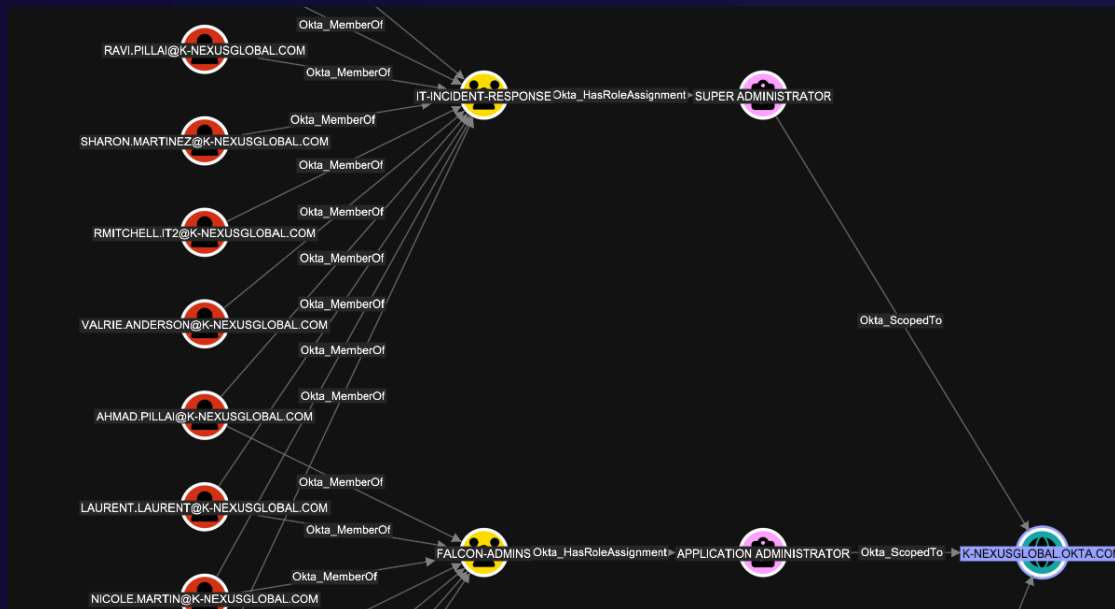 Okta_MemberOf
RAVI.PILLAI@K-NEXUSGLOBAL.COM
Okta_MemberOf
IT-INCIDENT-RESPONSE
Okta_HasRoleAssignment
SUPER ADMINISTRATOR
Okta_MemberOf
SHARON.MARTINEZ@K-NEXUSGLOBAL.COM
Okta_MemberOf
RMITCHELL.IT2@K-NEXUSGLOBAL.COM
Okta_MemberOf
Okta_MemberOf
VALRIE.ANDERSON@K-NEXUSGLOBAL.COM
Okta_MemberOf
Okta_ScopedTo
Okta_MemberOf
Okta_MemberOf
AHMAD.PILLAI@K-NEXUSGLOBAL.COM
Okta_MemberOf
LAURENT.LAURENT@K-NEXUSGLOBAL.COM
Okta_MemberOf
FALCON-ADMINS
Okta_HasRoleAssignment
APPLICATION ADMINISTRATOR
Okta_ScopedTo
K-NEXUSGLOBAL.OKTA.COM
Okta_MemberOf
NICOLE.MARTIN@K-NEXUSGLOBAL.COM